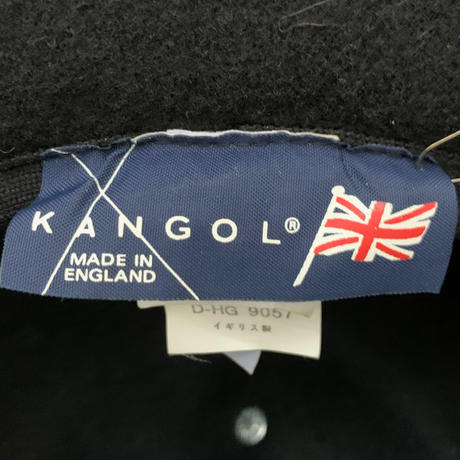 KANGOL®
MADE IN
ENGLAND
D-HG 9057
イギリス製